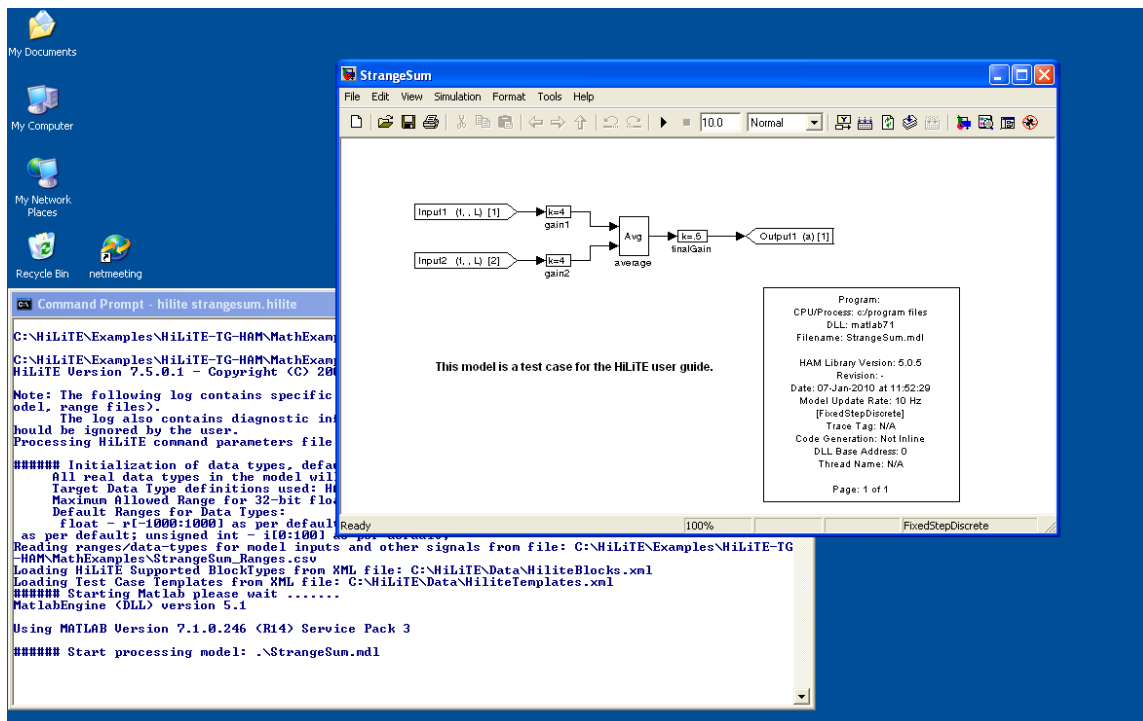 My Documents
My Computer
My Network
Places
Recycle Bin
netmeeting
StrangeSum
File Edit View Simulation Format Tools Help
10.0 Normal
Input1 (f, , L) [1]
k=4
gain1
Input2 (f, , L) [2]
k=4
gain2
Avg
average
k=.5
finalGain
Output1 (a) [1]
This model is a test case for the HiLiTE user guide.
Program:
CPU/Process: c:/program files
DLL: matlab71
Filename: StrangeSum.mdl
HAM Library Version: 5.0.5
Revision: -
Date: 07-Jan-2010 at 11:52:29
Model Update Rate: 10 Hz
[FixedStepDiscrete]
Trace Tag: N/A
Code Generation: Not Inline
DLL Base Address: 0
Thread Name: N/A
Page: 1 of 1
Ready 100% FixedStepDiscrete
Command Prompt - hilite strangesum.hilite
C:\HiLiTE\Examples\HiLiTE-TG-HAM\MathExam
C:\HiLiTE\Examples\HiLiTE-TG-HAM\MathExam
HiLiTE Version 7.5.0.1 - Copyright (C) 20
Note: The following log contains specific
odel, range files).
The log also contains diagnostic in
hould be ignored by the user.
Processing HiLiTE command parameters file
###### Initialization of data types, defa
All real data types in the model wil
Target Data Type definitions used: H
Maximum Allowed Range for 32-bit flo
Default Ranges for Data Types:
float - r[-1000:1000] as per defaul
as per default; unsigned int - i[0:100] as per default;
Reading ranges/data-types for model inputs and other signals from file: C:\HiLiTE\Examples\HiLiTE-TG
-HAM\MathExamples\StrangeSum_Ranges.csv
Loading HiLiTE Supported BlockTypes from XML file: C:\HiLiTE\Data\HiliteBlocks.xml
Loading Test Case Templates from XML file: C:\HiLiTE\Data\HiliteTemplates.xml
###### Starting Matlab please wait .......
MatlabEngine (DLL) version 5.1
Using MATLAB Version 7.1.0.246 (R14) Service Pack 3
###### Start processing model: .\StrangeSum.mdl